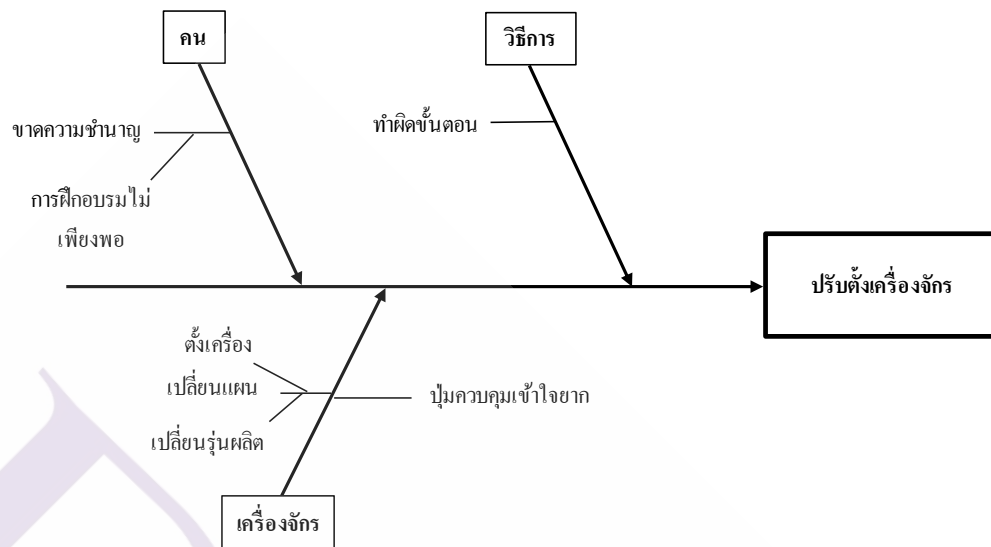 คน
วิธีการ
ขาดความชำนาญ
ทำผิดขั้นตอน
การฝึกอบรมไม่
เพียงพอ
ปรับตั้งเครื่องจักร
ตั้งเครื่อง
เปลี่ยนแผน
ปุ่มควบคุมเข้าใจยาก
เปลี่ยนรุ่นผลิต
เครื่องจักร